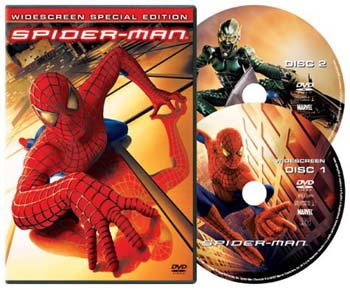 WIDESCREEN SPECIAL EDITION
SPIDER-MAN
DVD
DISC 2
DVD
MARVEL
WIDESCREEN
DISC 1
DVD
MARVEL
SPIDER-MAN